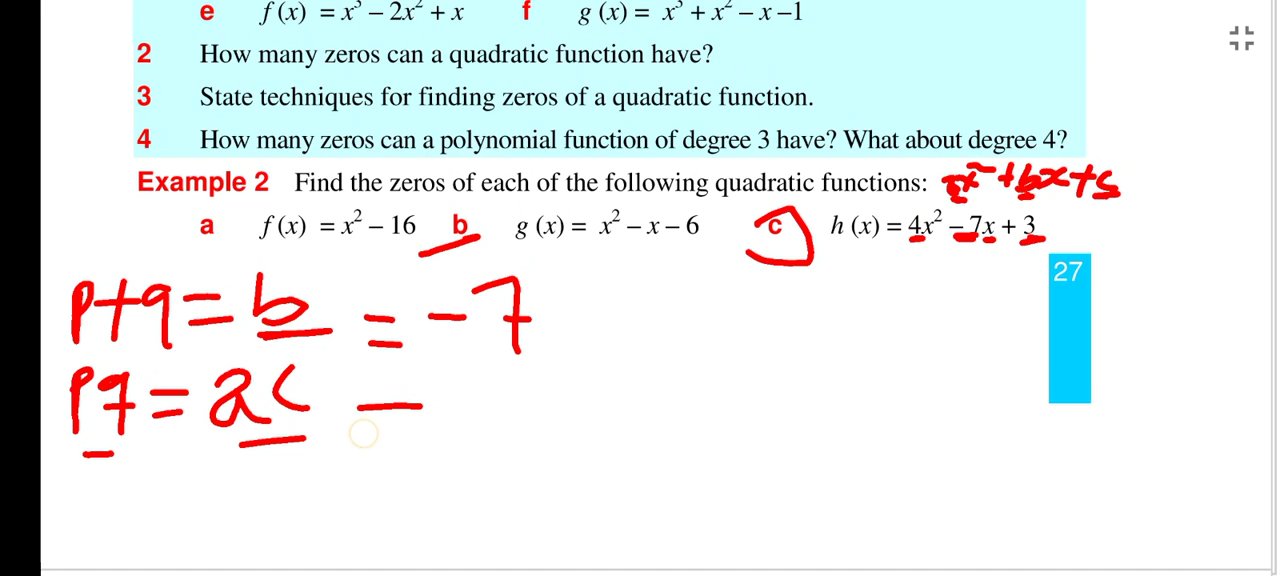 e f(x) = x³ – 2x² + x f g (x) = x³ + x² – x –1
2 How many zeros can a quadratic function have?
3 State techniques for finding zeros of a quadratic function.
4 How many zeros can a polynomial function of degree 3 have? What about degree 4?
Example 2 Find the zeros of each of the following quadratic functions: x² + bx + c
a f(x) = x² – 16 b g (x) = x² – x – 6 c h (x) = 4x² – 7x + 3
27
p+q = b = -7
pq = ac